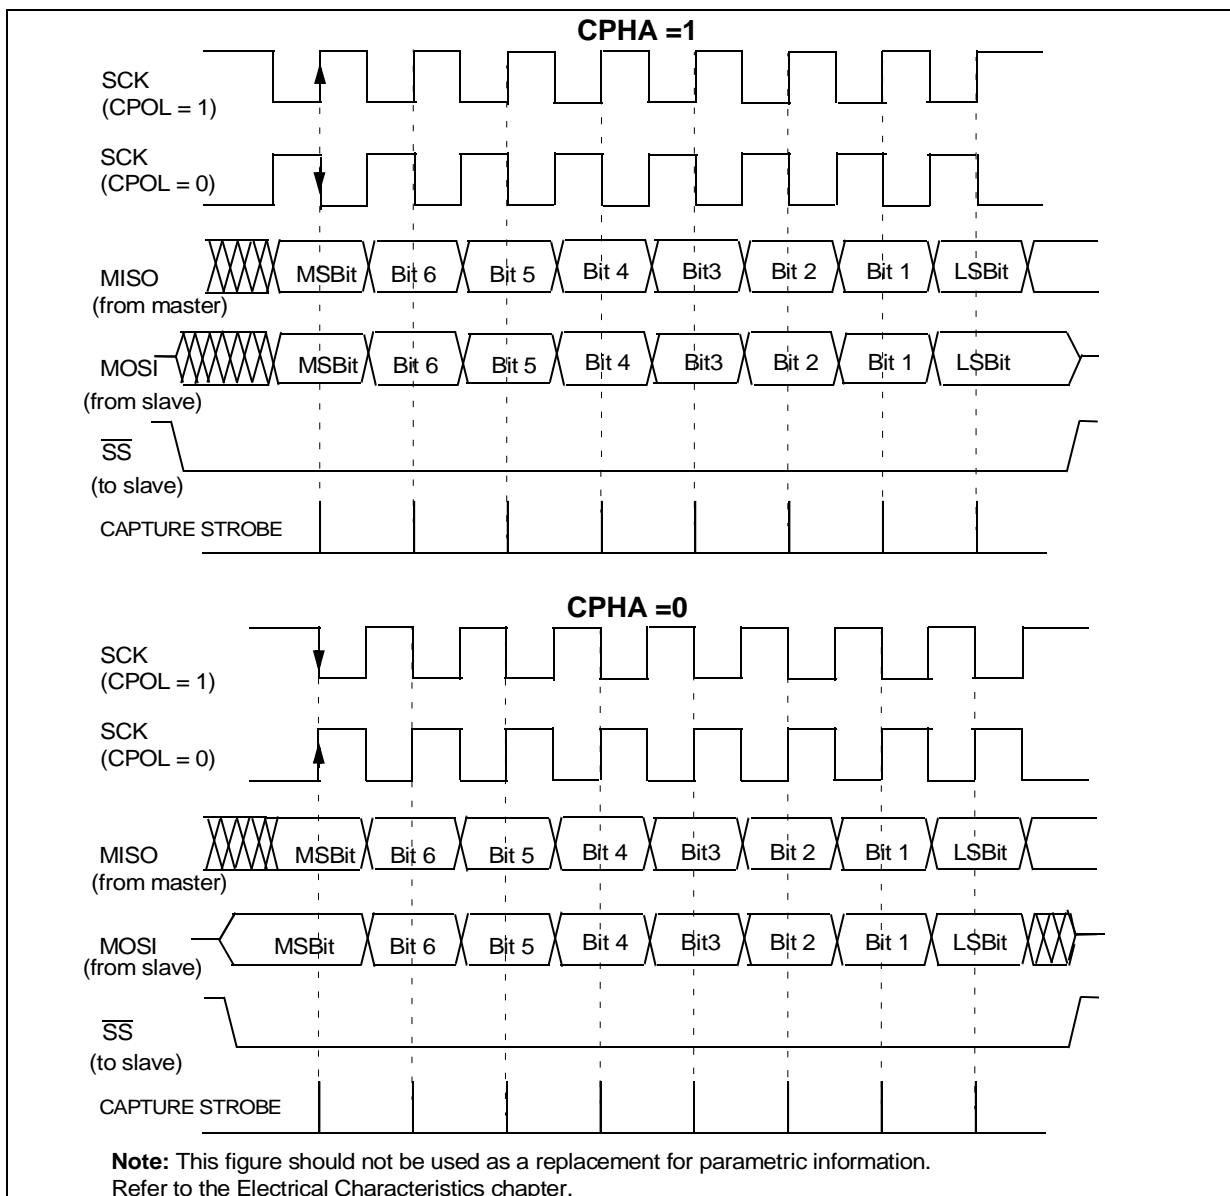 CPHA =1
SCK
(CPOL = 1)
SCK
(CPOL = 0)
MISO
(from master)
MSBit Bit 6 Bit 5 Bit 4 Bit3 Bit 2 Bit 1 LSBit
MOSI
(from slave)
MSBit Bit 6 Bit 5 Bit 4 Bit3 Bit 2 Bit 1 LSBit
SS
(to slave)
CAPTURE STROBE
CPHA =0
SCK
(CPOL = 1)
SCK
(CPOL = 0)
MISO
(from master)
MSBit Bit 6 Bit 5 Bit 4 Bit3 Bit 2 Bit 1 LSBit
MOSI
(from slave)
MSBit Bit 6 Bit 5 Bit 4 Bit3 Bit 2 Bit 1 LSBit
SS
(to slave)
CAPTURE STROBE
Note: This figure should not be used as a replacement for parametric information.
Refer to the Electrical Characteristics chapter.